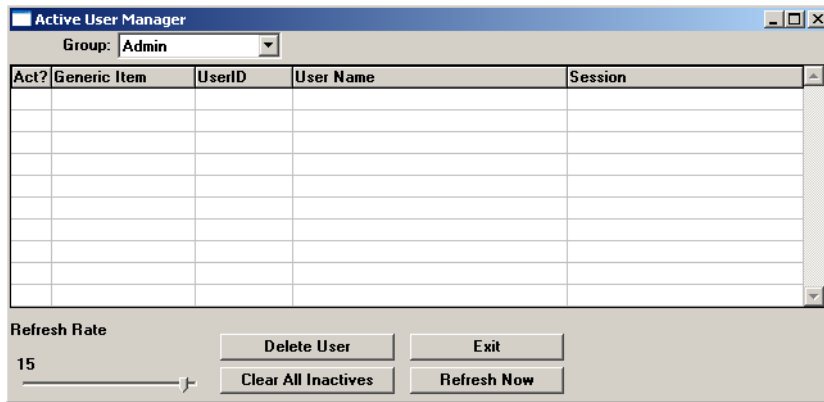 Active User Manager
Group: Admin
Act? Generic Item UserID User Name Session
Refresh Rate
15
Delete User Exit
Clear All Inactives Refresh Now